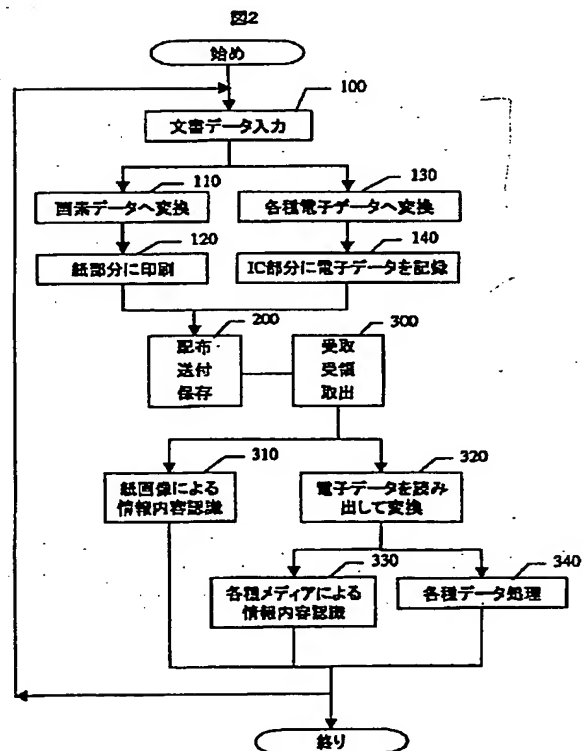 図2
始め
100
文書データ入力
110
130
画素データへ変換
各種電子データへ変換
120
140
紙部分に印刷
IC部分に電子データを記録
200
300
配布
送付
保存
受取
受領
取出
310
320
紙画像による
情報内容認識
電子データを読み
出して変換
330
340
各種メディアによる
情報内容認識
各種データ処理
終り